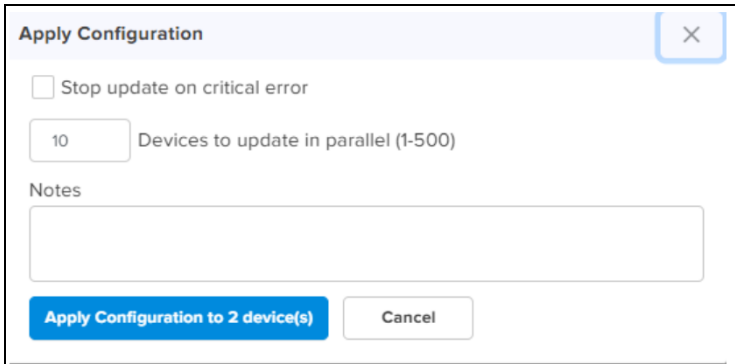 Apply Configuration
Stop update on critical error
10 Devices to update in parallel (1-500)
Notes
Apply Configuration to 2 device(s) Cancel